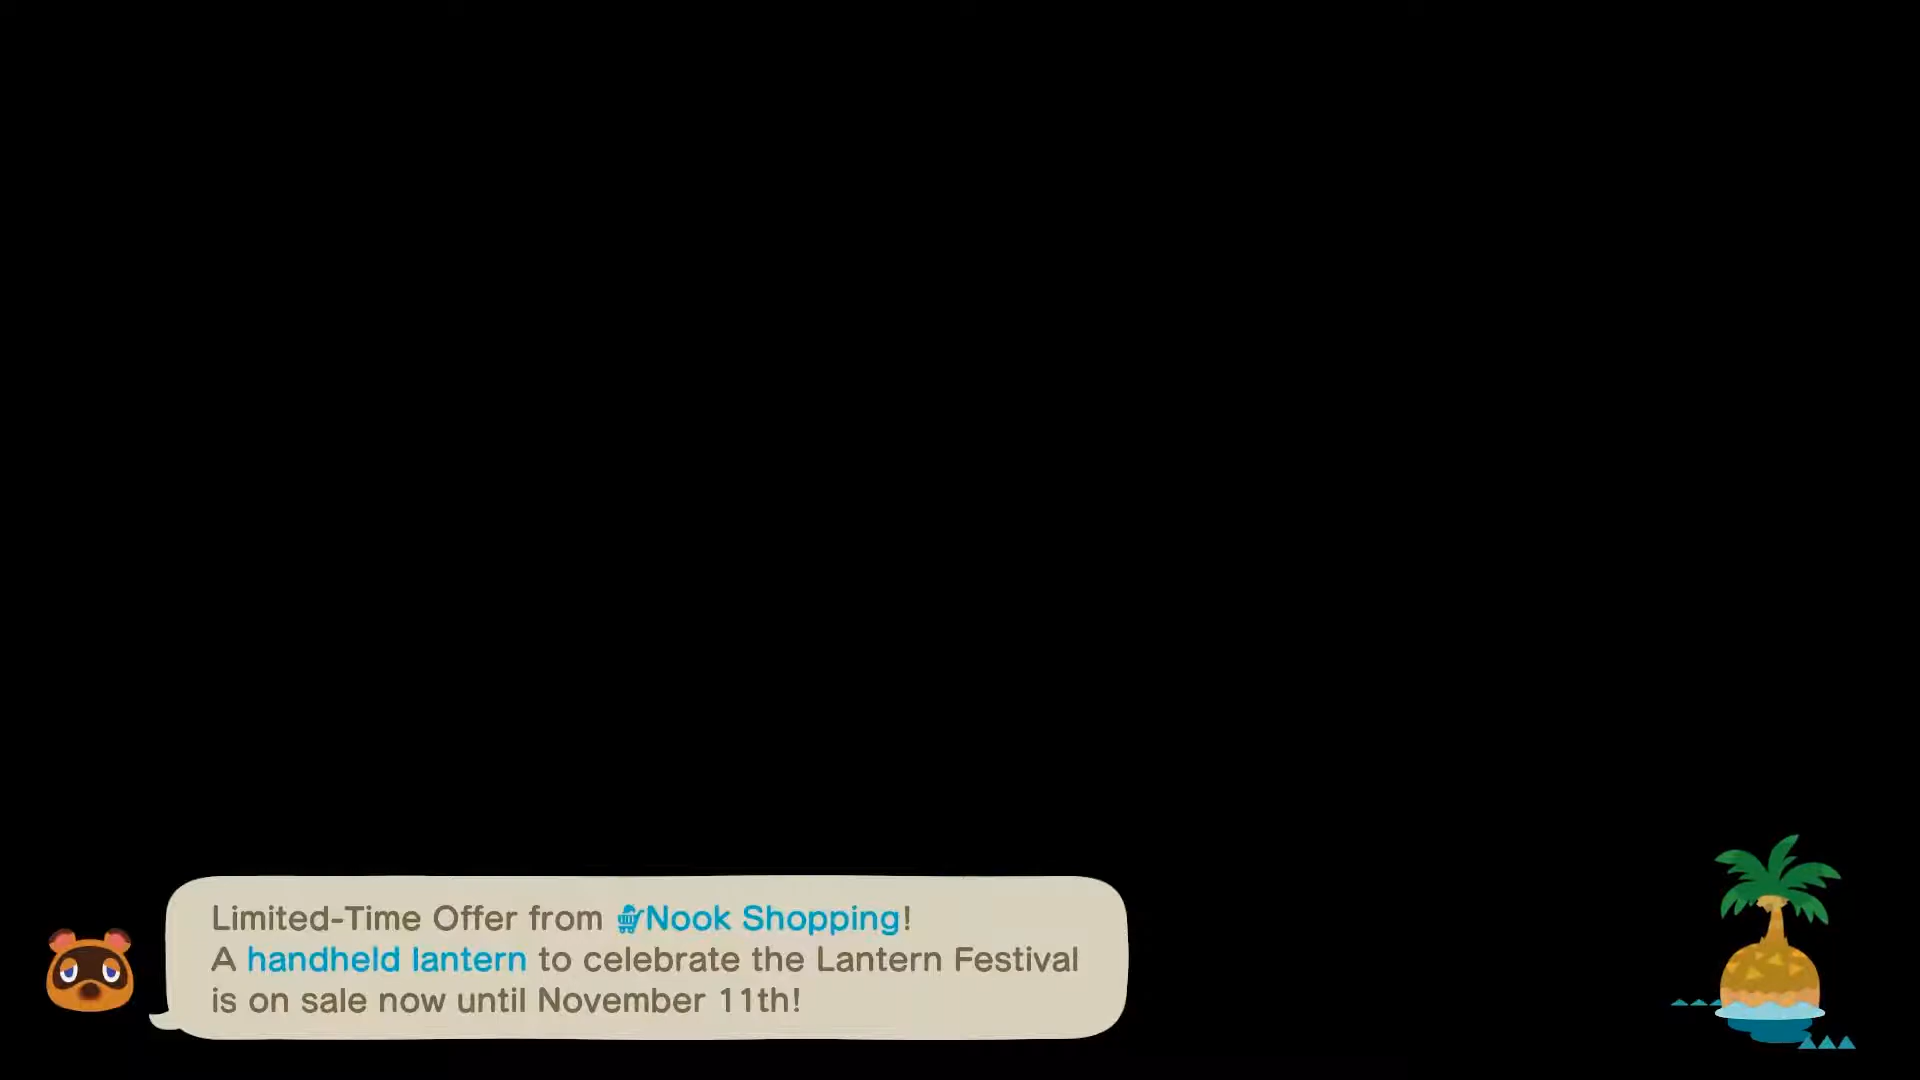 Limited-Time Offer from Nook Shopping!
A handheld lantern to celebrate the Lantern Festival
is on sale now until November 11th!